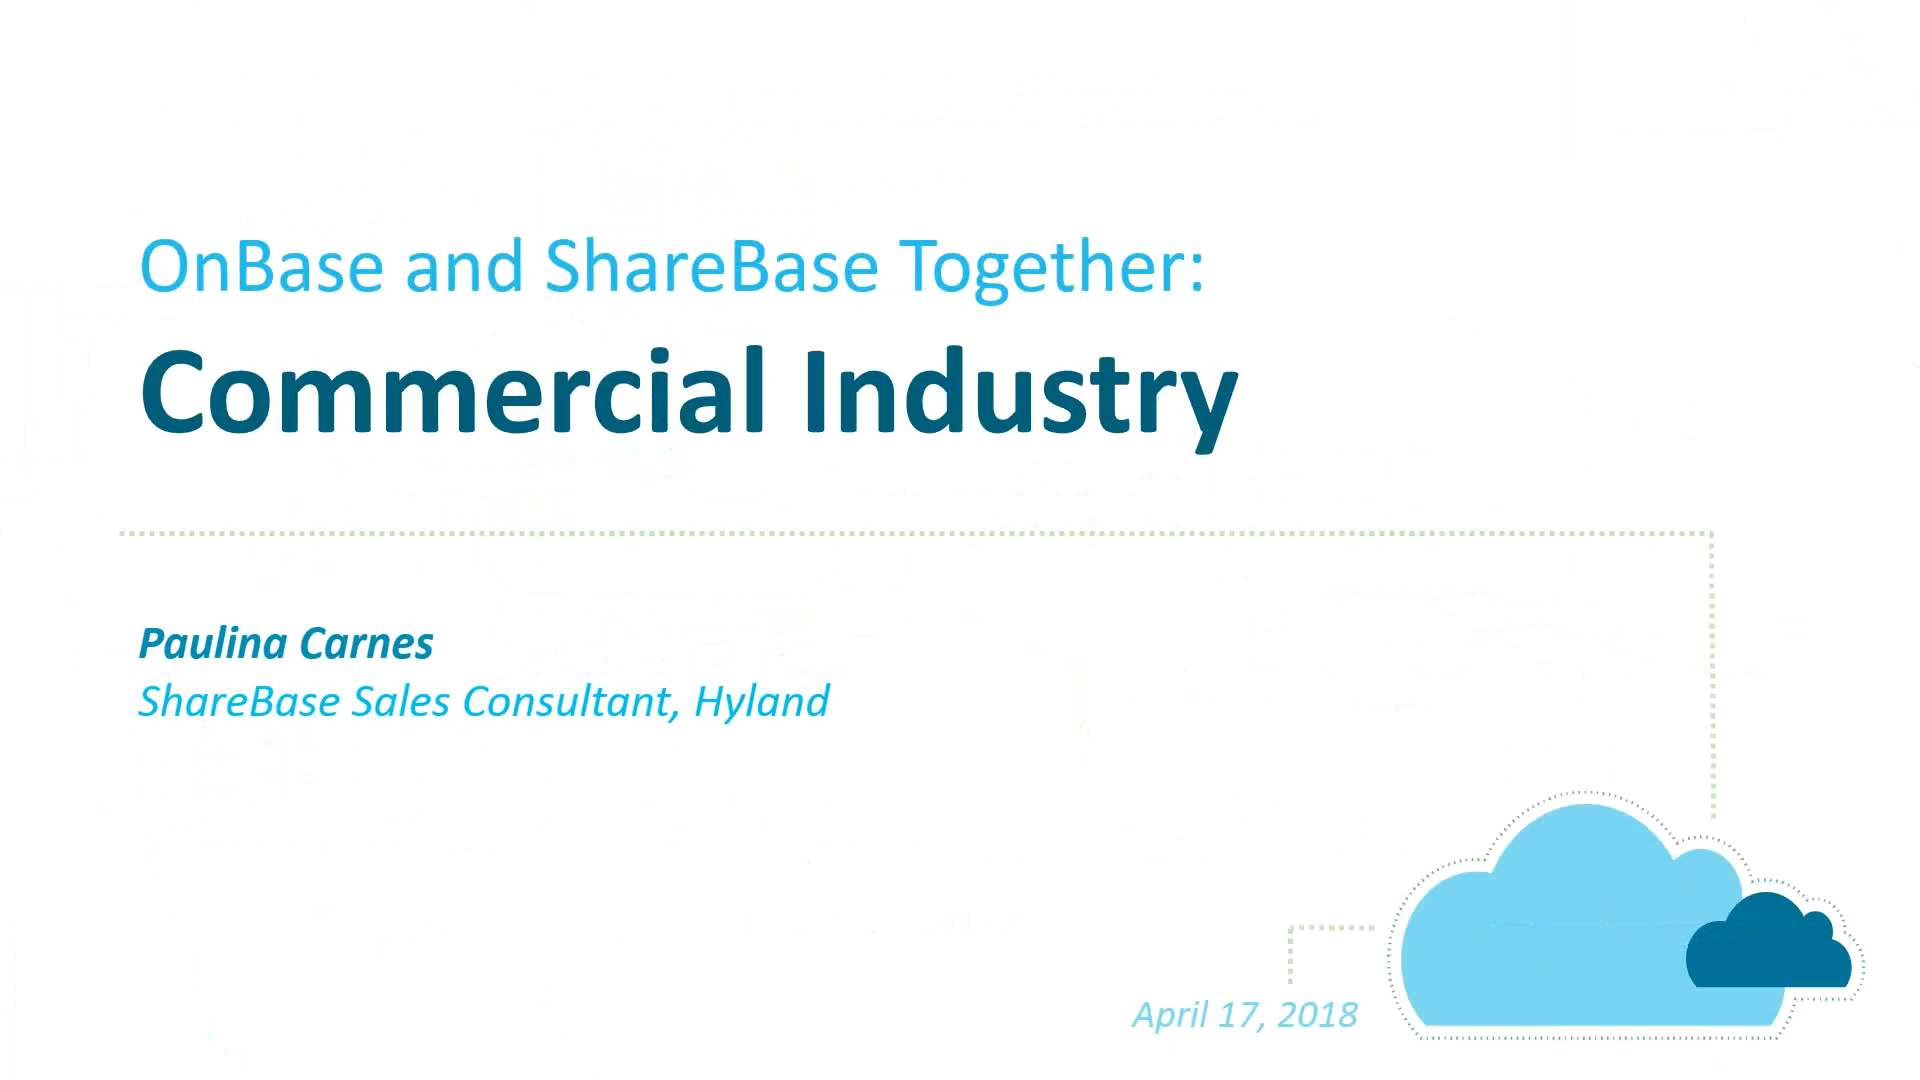 OnBase and ShareBase Together:
Commercial Industry
Paulina Carnes
ShareBase Sales Consultant, Hyland
April 17, 2018